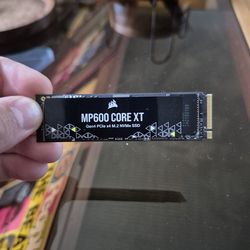 MP600 CORE XT
Gen4 PCIe x4 M.2 NVMe SSD